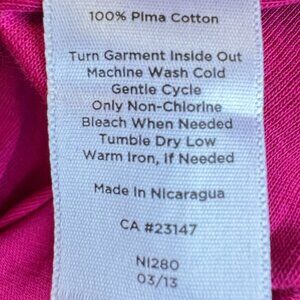 100% Pima Cotton
Turn Garment Inside Out
Machine Wash Cold
Gentle Cycle
Only Non-Chlorine
Bleach When Needed
Tumble Dry Low
Warm Iron, if Needed
Made in Nicaragua
CA #23147
NI280
03/13